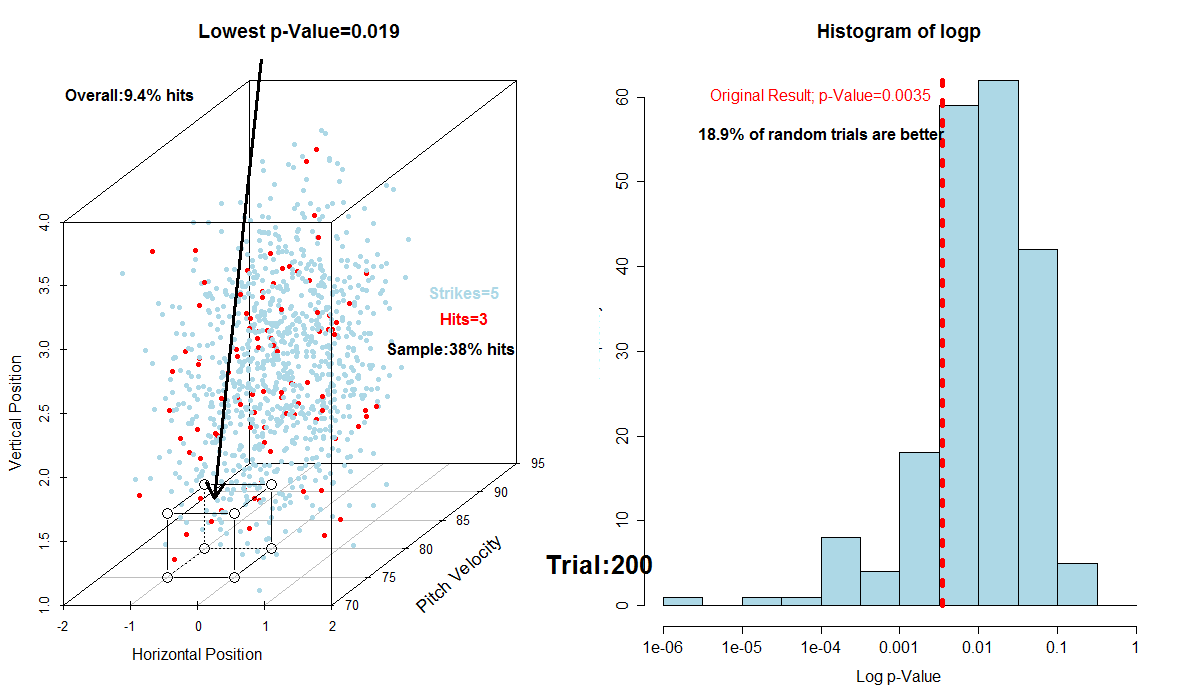 Lowest p-Value=0.019
Overall:9.4% hits
Strikes=5
Hits=3
Sample:38% hits
Vertical Position
4.0
3.5
3.0
2.5
2.0
1.5
1.0
-2
-1
0
1
2
Horizontal Position
70
75
80
85
90
95
Pitch Velocity
Trial:200
Histogram of logp
Original Result; p-Value=0.0035
18.9% of random trials are better
60
50
40
30
20
10
0
1e-06
1e-05
1e-04
0.001
0.01
0.1
1
Log p-Value